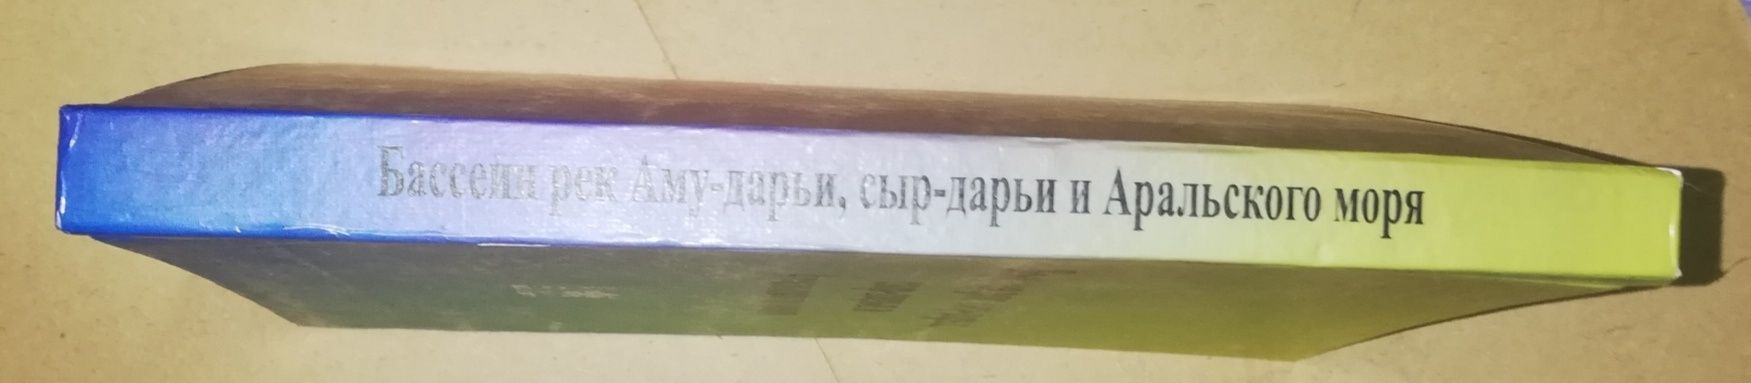 Бассейн рек Аму-дарьи, сыр-дарьи и Аральского моря